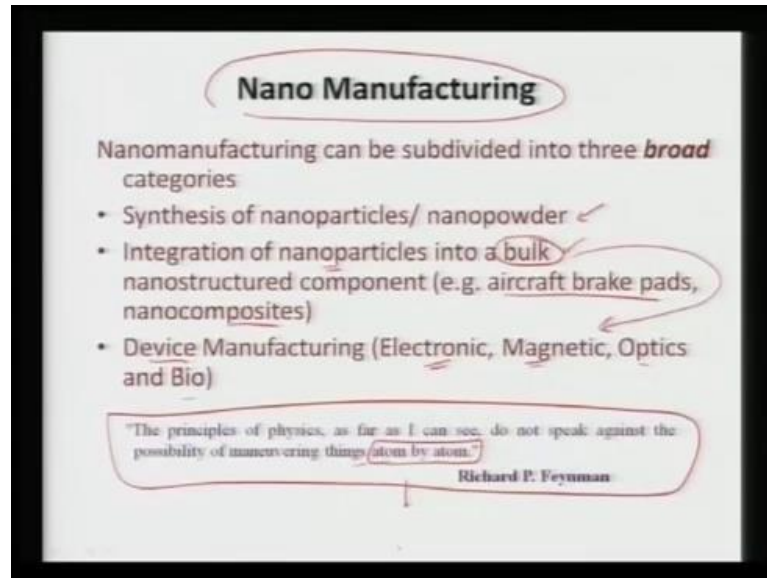 Nano Manufacturing
Nanomanufacturing can be subdivided into three broad
categories
• Synthesis of nanoparticles/ nanopowder
• Integration of nanoparticles into a bulk
nanostructured component (e.g. aircraft brake pads,
nanocomposites)
• Device Manufacturing (Electronic, Magnetic, Optics
and Bio)
"The principles of physics, as far as I can see, do not speak against the
possibility of maneuvering things atom by atom."
Richard P. Feynman